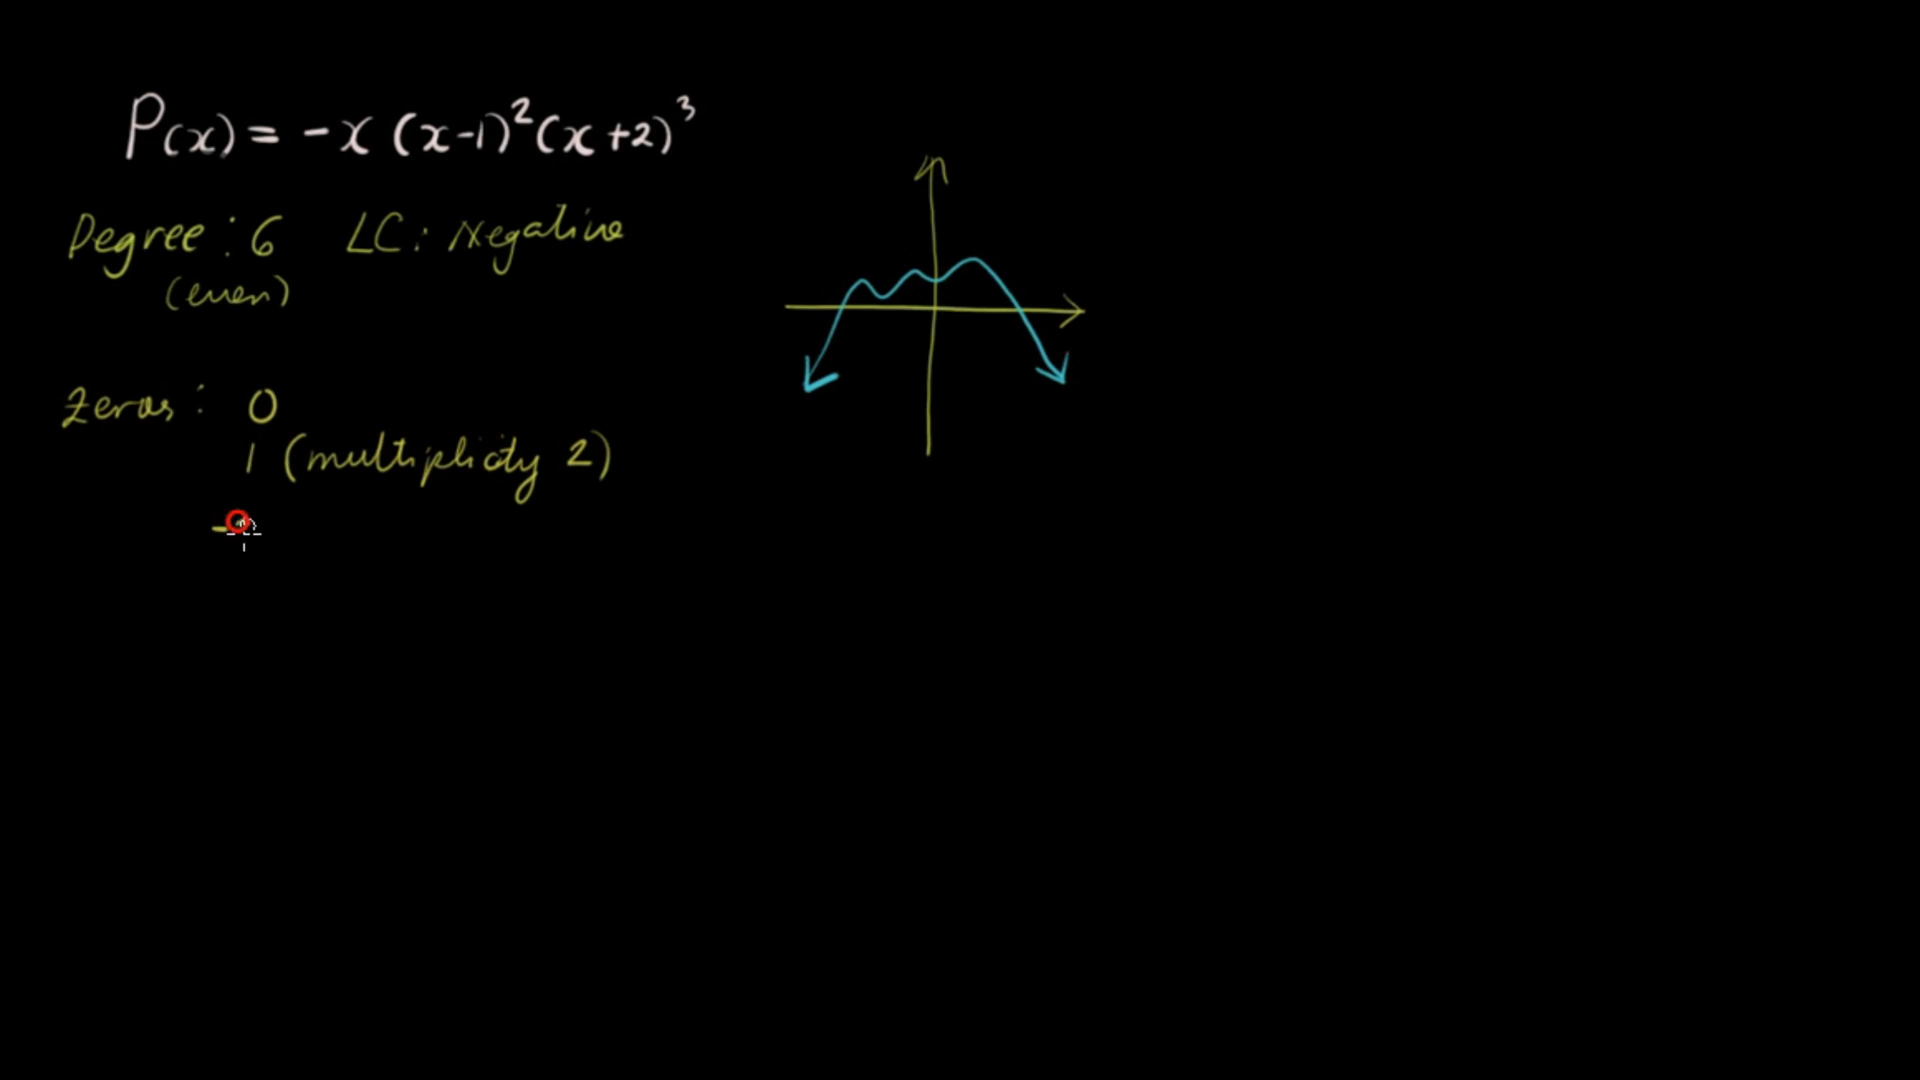 P(x) = -x (x-1)²(x+2)³
Degree: 6 LC: Negative
(even)
Zeros: 0
1 (multiplicity 2)
-